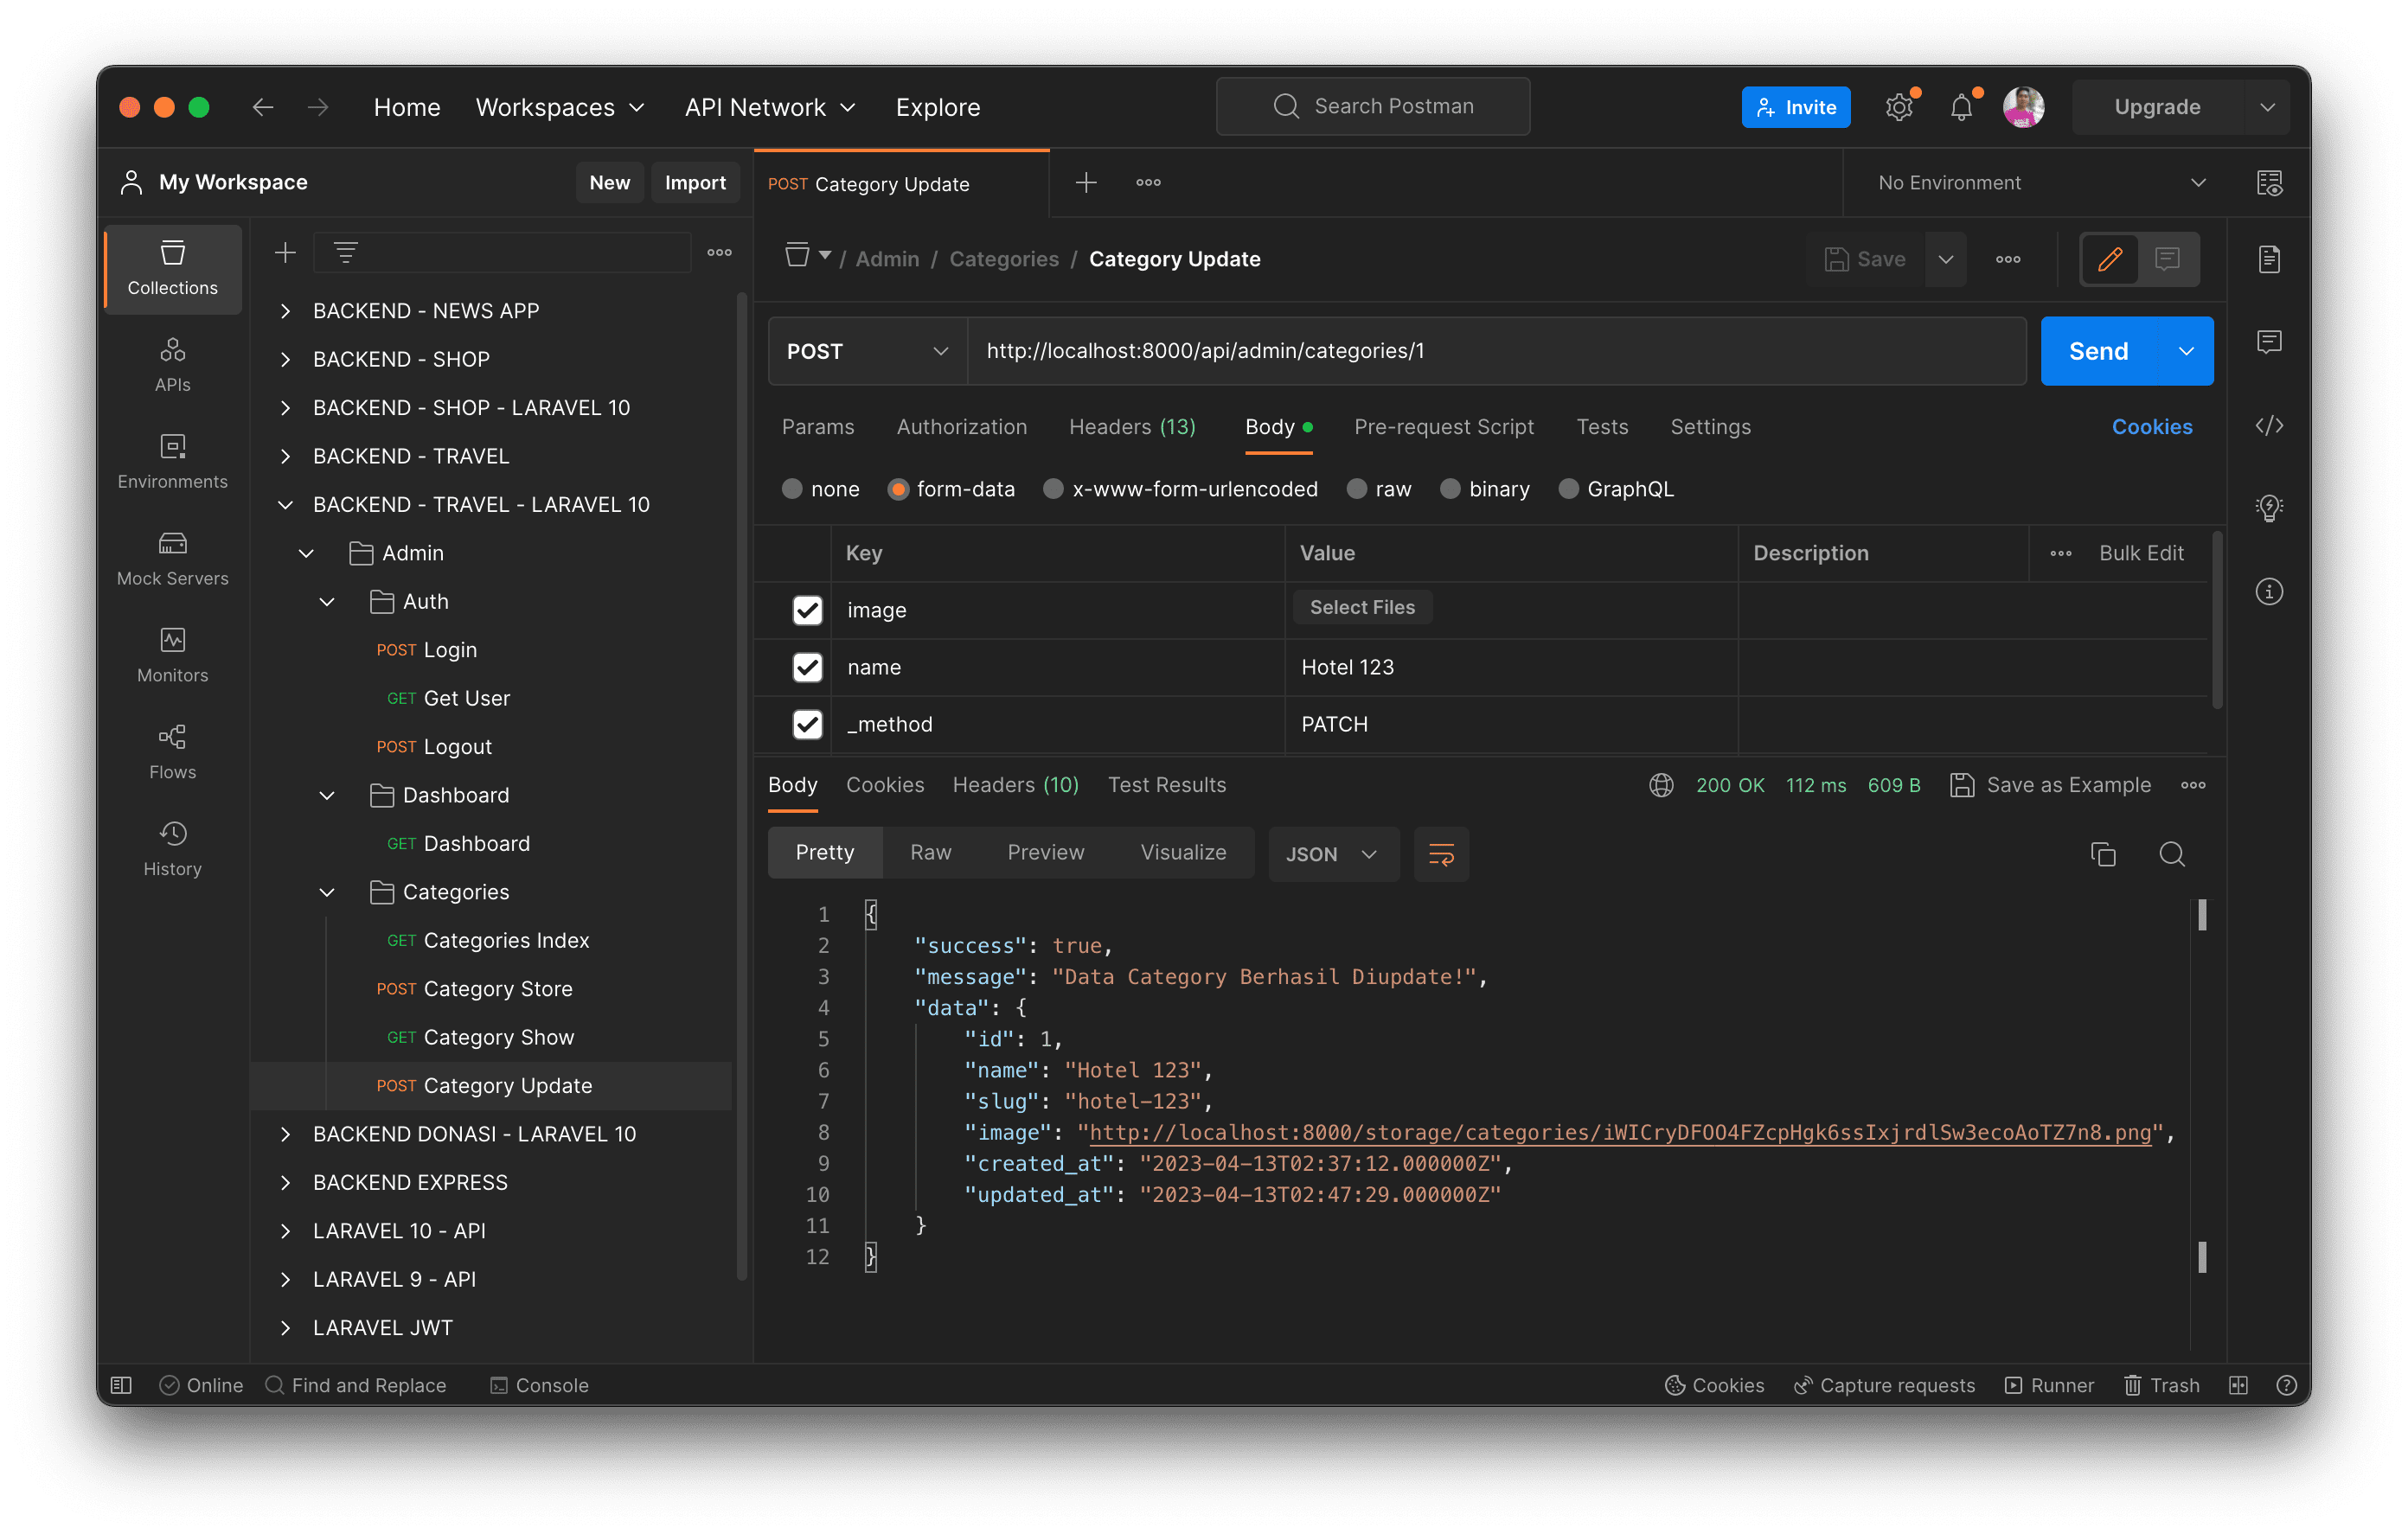 Home Workspaces API Network Explore Search Postman Invite Upgrade
My Workspace New Import
POST Category Update No Environment
Collections
APIs
Environments
Mock Servers
Monitors
Flows
History
BACKEND - NEWS APP
BACKEND - SHOP
BACKEND - SHOP - LARAVEL 10
BACKEND - TRAVEL
BACKEND - TRAVEL - LARAVEL 10
Admin
Auth
POST Login
GET Get User
POST Logout
Dashboard
GET Dashboard
Categories
GET Categories Index
POST Category Store
GET Category Show
POST Category Update
BACKEND DONASI - LARAVEL 10
BACKEND EXPRESS
LARAVEL 10 - API
LARAVEL 9 - API
LARAVEL JWT
/ Admin / Categories / Category Update Save
POST http://localhost:8000/api/admin/categories/1 Send
Params Authorization Headers (13) Body Pre-request Script Tests Settings Cookies
none form-data x-www-form-urlencoded raw binary GraphQL
Key Value Description Bulk Edit
image Select Files
name Hotel 123
_method PATCH
Body Cookies Headers (10) Test Results 200 OK 112 ms 609 B Save as Example
Pretty Raw Preview Visualize JSON
1 {
2 "success": true,
3 "message": "Data Category Berhasil Diupdate!",
4 "data": {
5 "id": 1,
6 "name": "Hotel 123",
7 "slug": "hotel-123",
8 "image": "http://localhost:8000/storage/categories/iWICryDFOO4FZcpHgk6ssIxjrdlSw3ecoAoTZ7n8.png",
9 "created_at": "2023-04-13T02:37:12.000000Z",
10 "updated_at": "2023-04-13T02:47:29.000000Z"
11 }
12 }
Online Find and Replace Console Cookies Capture requests Runner Trash